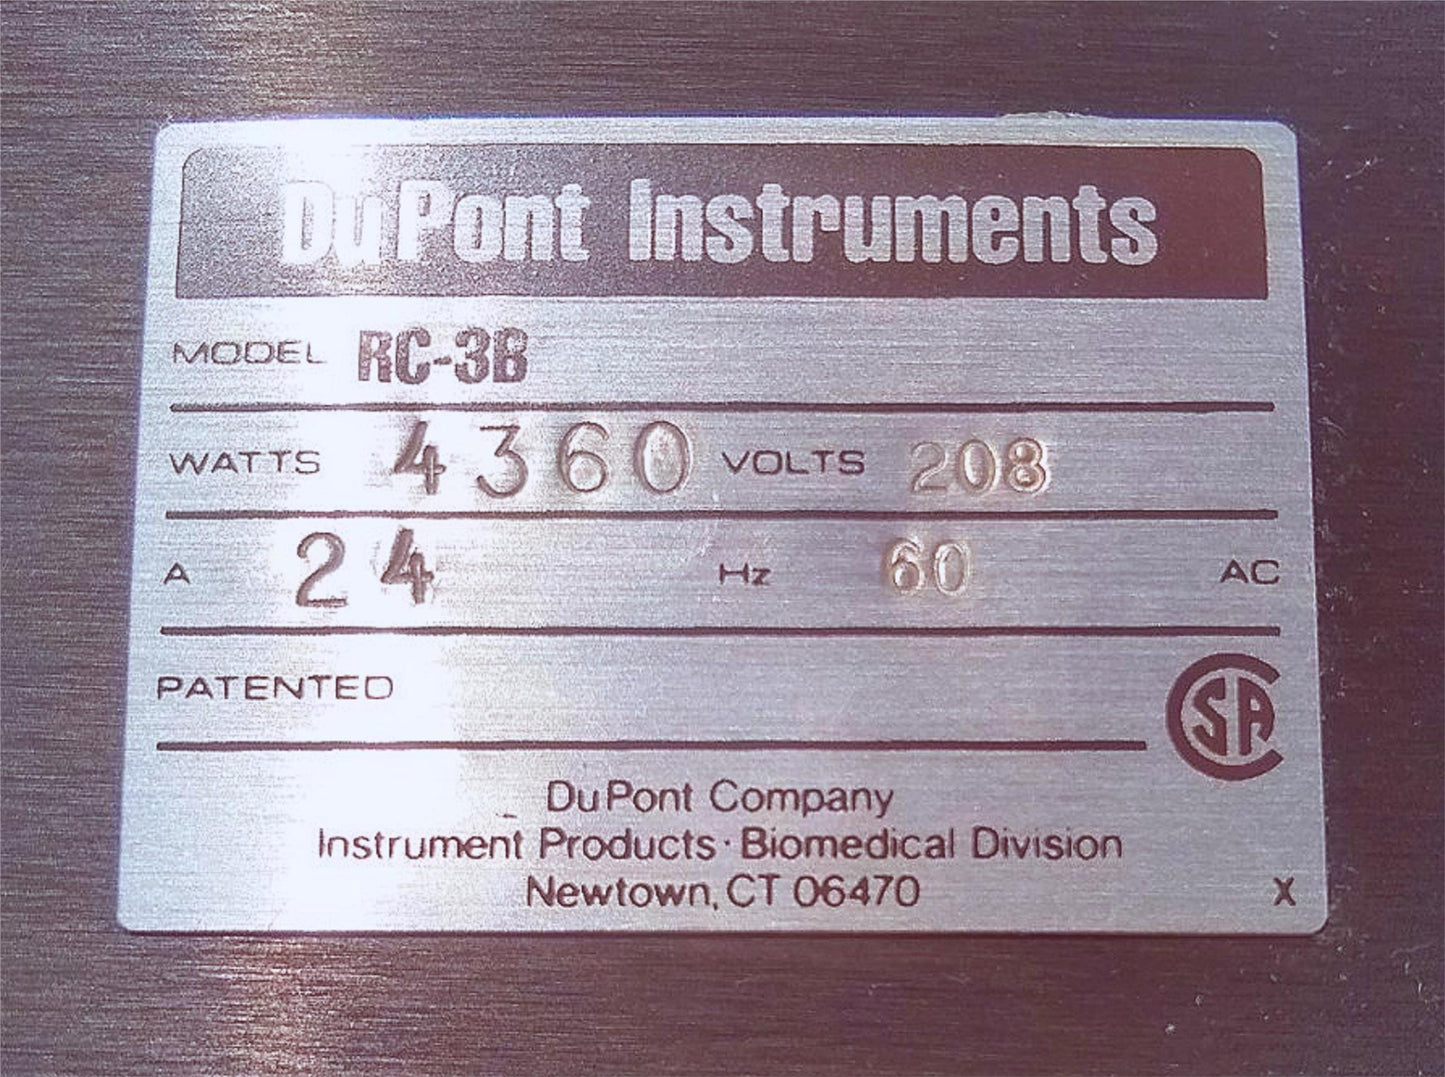 DuPont Instruments
MODEL RC-3B
WATTS 4360 VOLTS 208
A 24 Hz 60 AC
PATENTED
CSA
DuPont Company
Instrument Products · Biomedical Division
Newtown, CT 06470
X